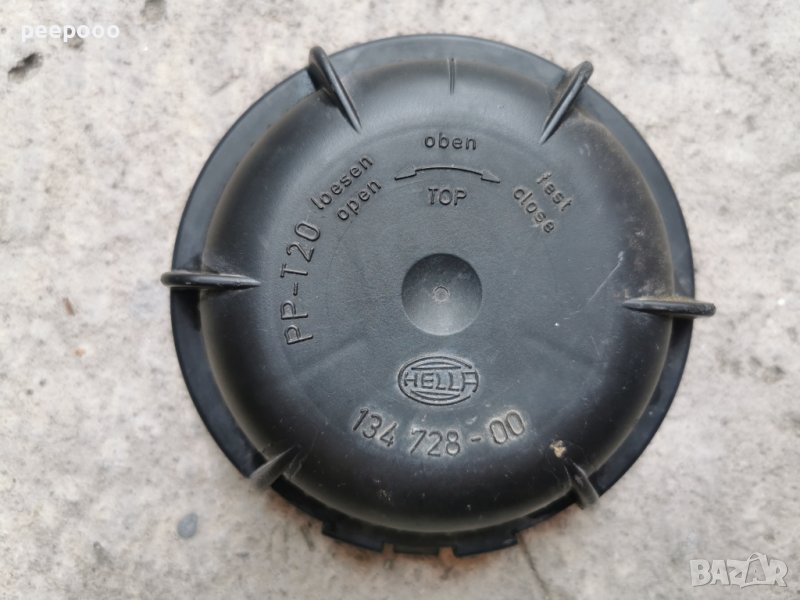 peepooo
oben
loesen
open
TOP
fest
close
PP-T20
HELLA
134 728-00
BAZAR